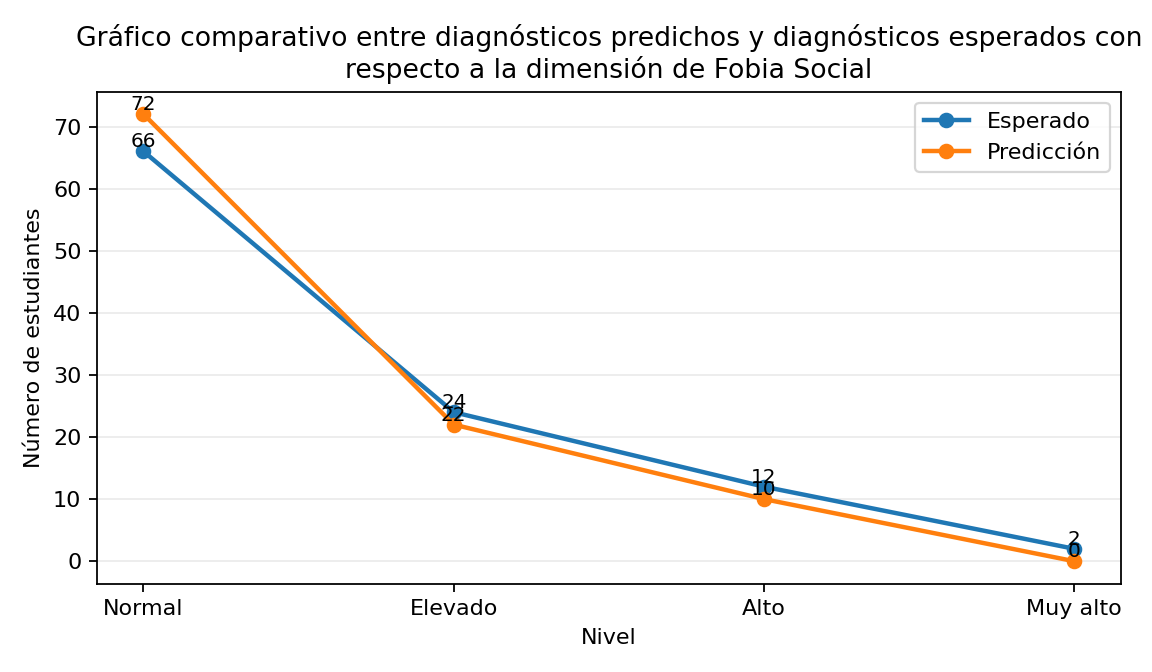 Gráfico comparativo entre diagnósticos predichos y diagnósticos esperados con
respecto a la dimensión de Fobia Social
Esperado
Predicción
Número de estudiantes
70
60
50
40
30
20
10
0
72
66
24
22
12
10
2
0
Normal
Elevado
Alto
Muy alto
Nivel